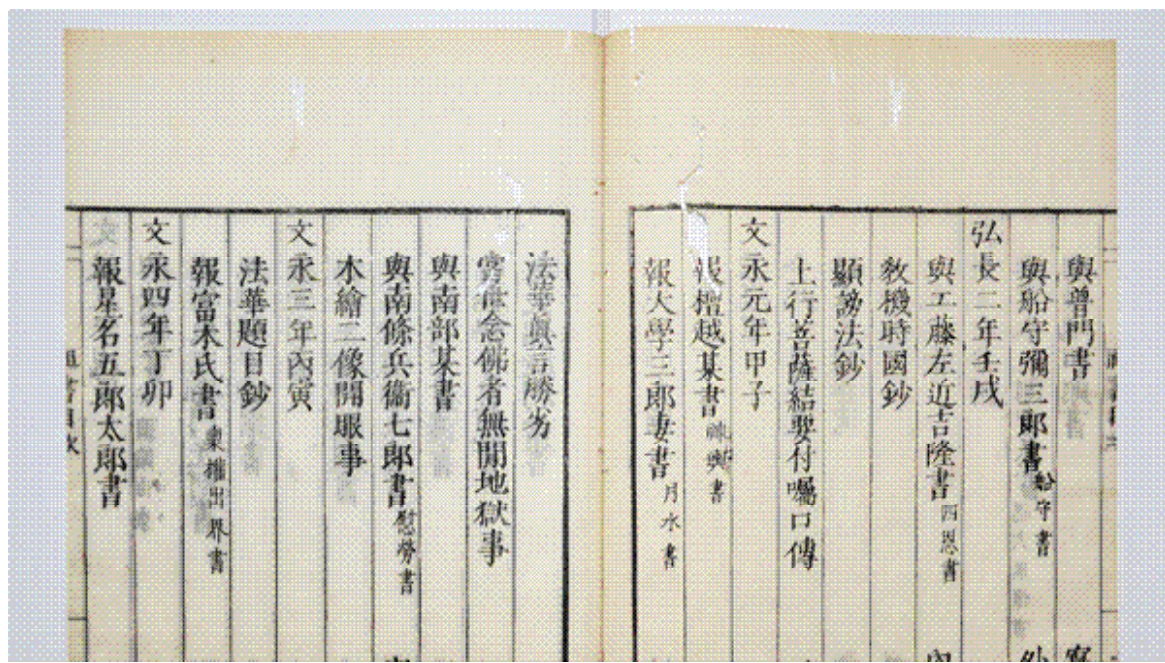 與普門書
與船守彌三郎書 船守書
弘長二年壬戌
與工藤左近吉隆書 四恩書
敎機時國鈔
顯謗法鈔
上行菩薩結要付囑口傳
文永元年甲子
報檀越某書
報大學三郎妻書 月水書
法華眞言勝劣
當世念佛者無間地獄事
與南部某書
與南條兵衞七郎書 慰勞書
木繪二像開眼事
文永三年丙寅
法華題目鈔
報富木氏書
文永四年丁卯
報星名五郎太郎書